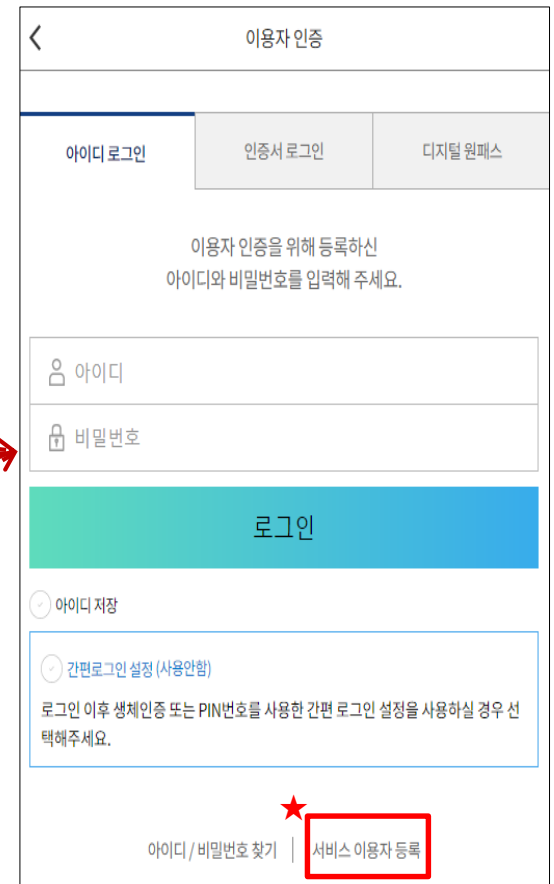 이용자 인증
아이디 로그인
인증서 로그인
디지털 원패스
이용자 인증을 위해 등록하신
아이디와 비밀번호를 입력해 주세요.
아이디
비밀번호
로그인
아이디 저장
간편로그인 설정 (사용안함)
로그인 이후 생체인증 또는 PIN번호를 사용한 간편 로그인 설정을 사용하실 경우 선
택해주세요.
아이디 / 비밀번호 찾기 | 서비스 이용자 등록